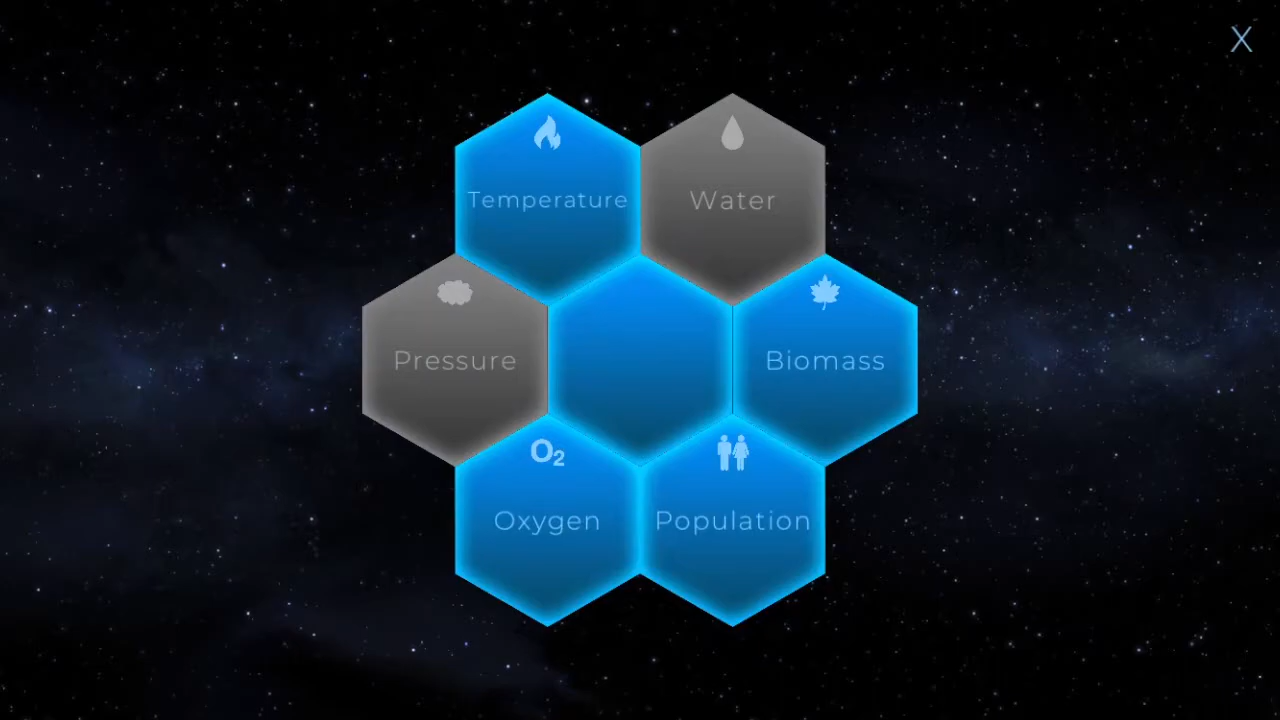 X
Temperature
Water
Pressure
Biomass
O₂
Oxygen
Population